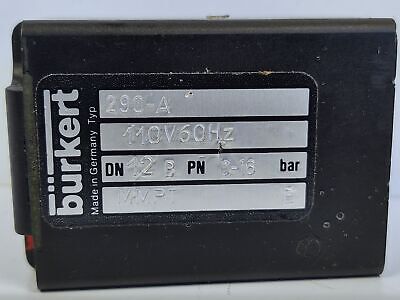 bürkert
Made in Germany Typ
290-A
110V60Hz
DN 12 B PN 0-16 bar